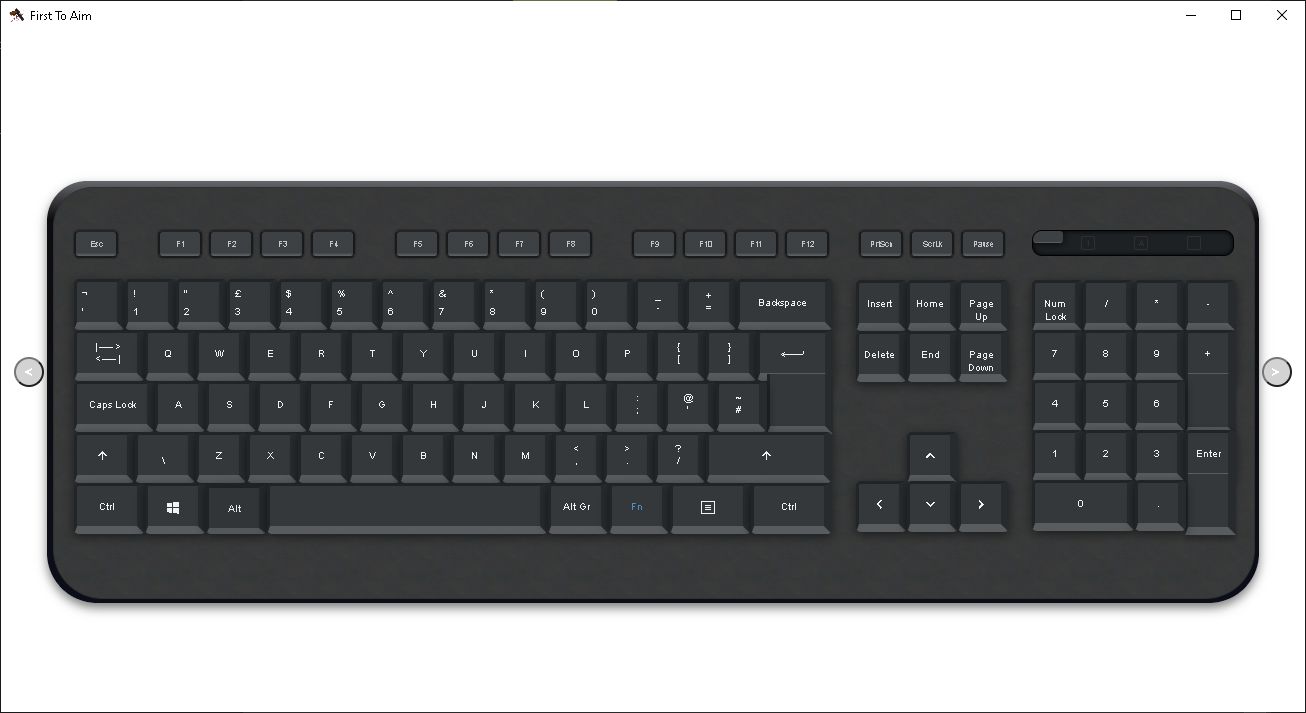 First To Aim
Esc F1 F2 F3 F4 F5 F6 F7 F8 F9 F10 F11 F12 PrtScn ScrLk Pause
¬ ! " £ $ % ^ & * ( ) _ +
' 1 2 3 4 5 6 7 8 9 0 - = Backspace Insert Home Page Up Num Lock / * -
|—> Q W E R T Y U I O P { } Delete End Page Down 7 8 9 +
<—| [ ]
Caps Lock A S D F G H J K L : @ ~ 4 5 6
; ' #
\ Z X C V B N M < > ? 1 2 3 Enter
, . /
Ctrl Alt Alt Gr Fn Ctrl 0 .
< >